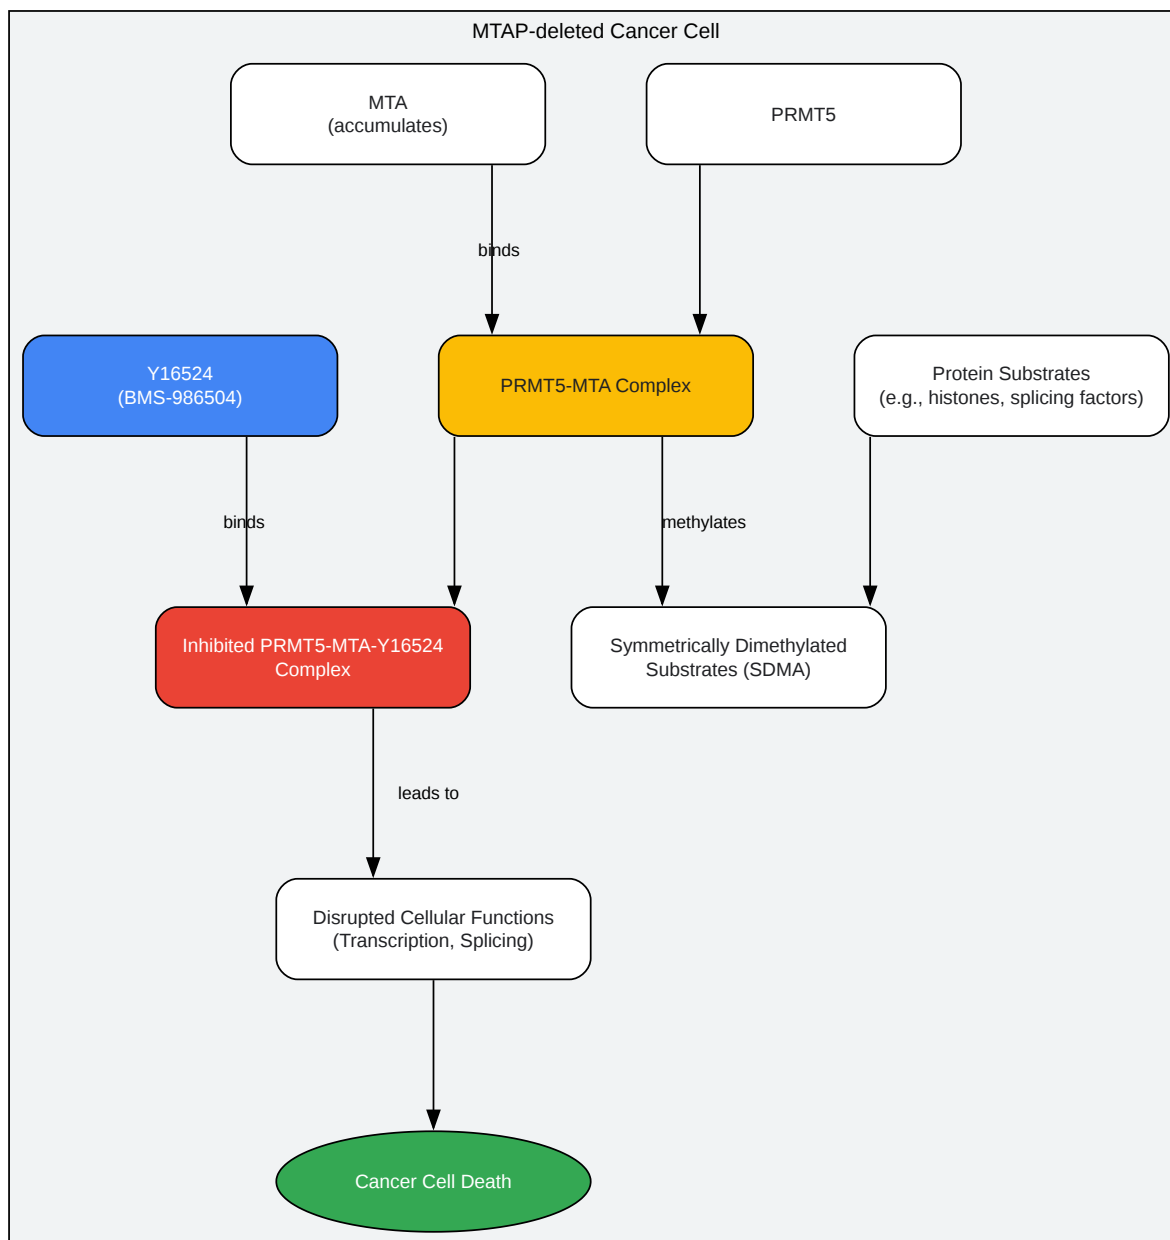 MTAP-deleted Cancer Cell
MTA
(accumulates)
PRMT5
binds
Y16524
(BMS-986504)
PRMT5-MTA Complex
Protein Substrates
(e.g., histones, splicing factors)
binds
methylates
Inhibited PRMT5-MTA-Y16524
Complex
Symmetrically Dimethylated
Substrates (SDMA)
leads to
Disrupted Cellular Functions
(Transcription, Splicing)
Cancer Cell Death